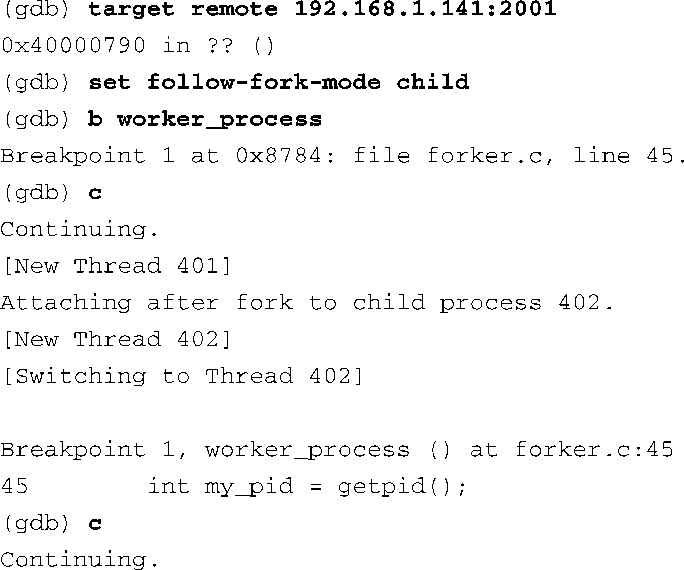 (gdb) target remote 192.168.1.141:2001
0x40000790 in ?? ()
(gdb) set follow-fork-mode child
(gdb) b worker_process
Breakpoint 1 at 0x8784: file forker.c, line 45.
(gdb) c
Continuing.
[New Thread 401]
Attaching after fork to child process 402.
[New Thread 402]
[Switching to Thread 402]
Breakpoint 1, worker_process () at forker.c:45
45        int my_pid = getpid();
(gdb) c
Continuing.